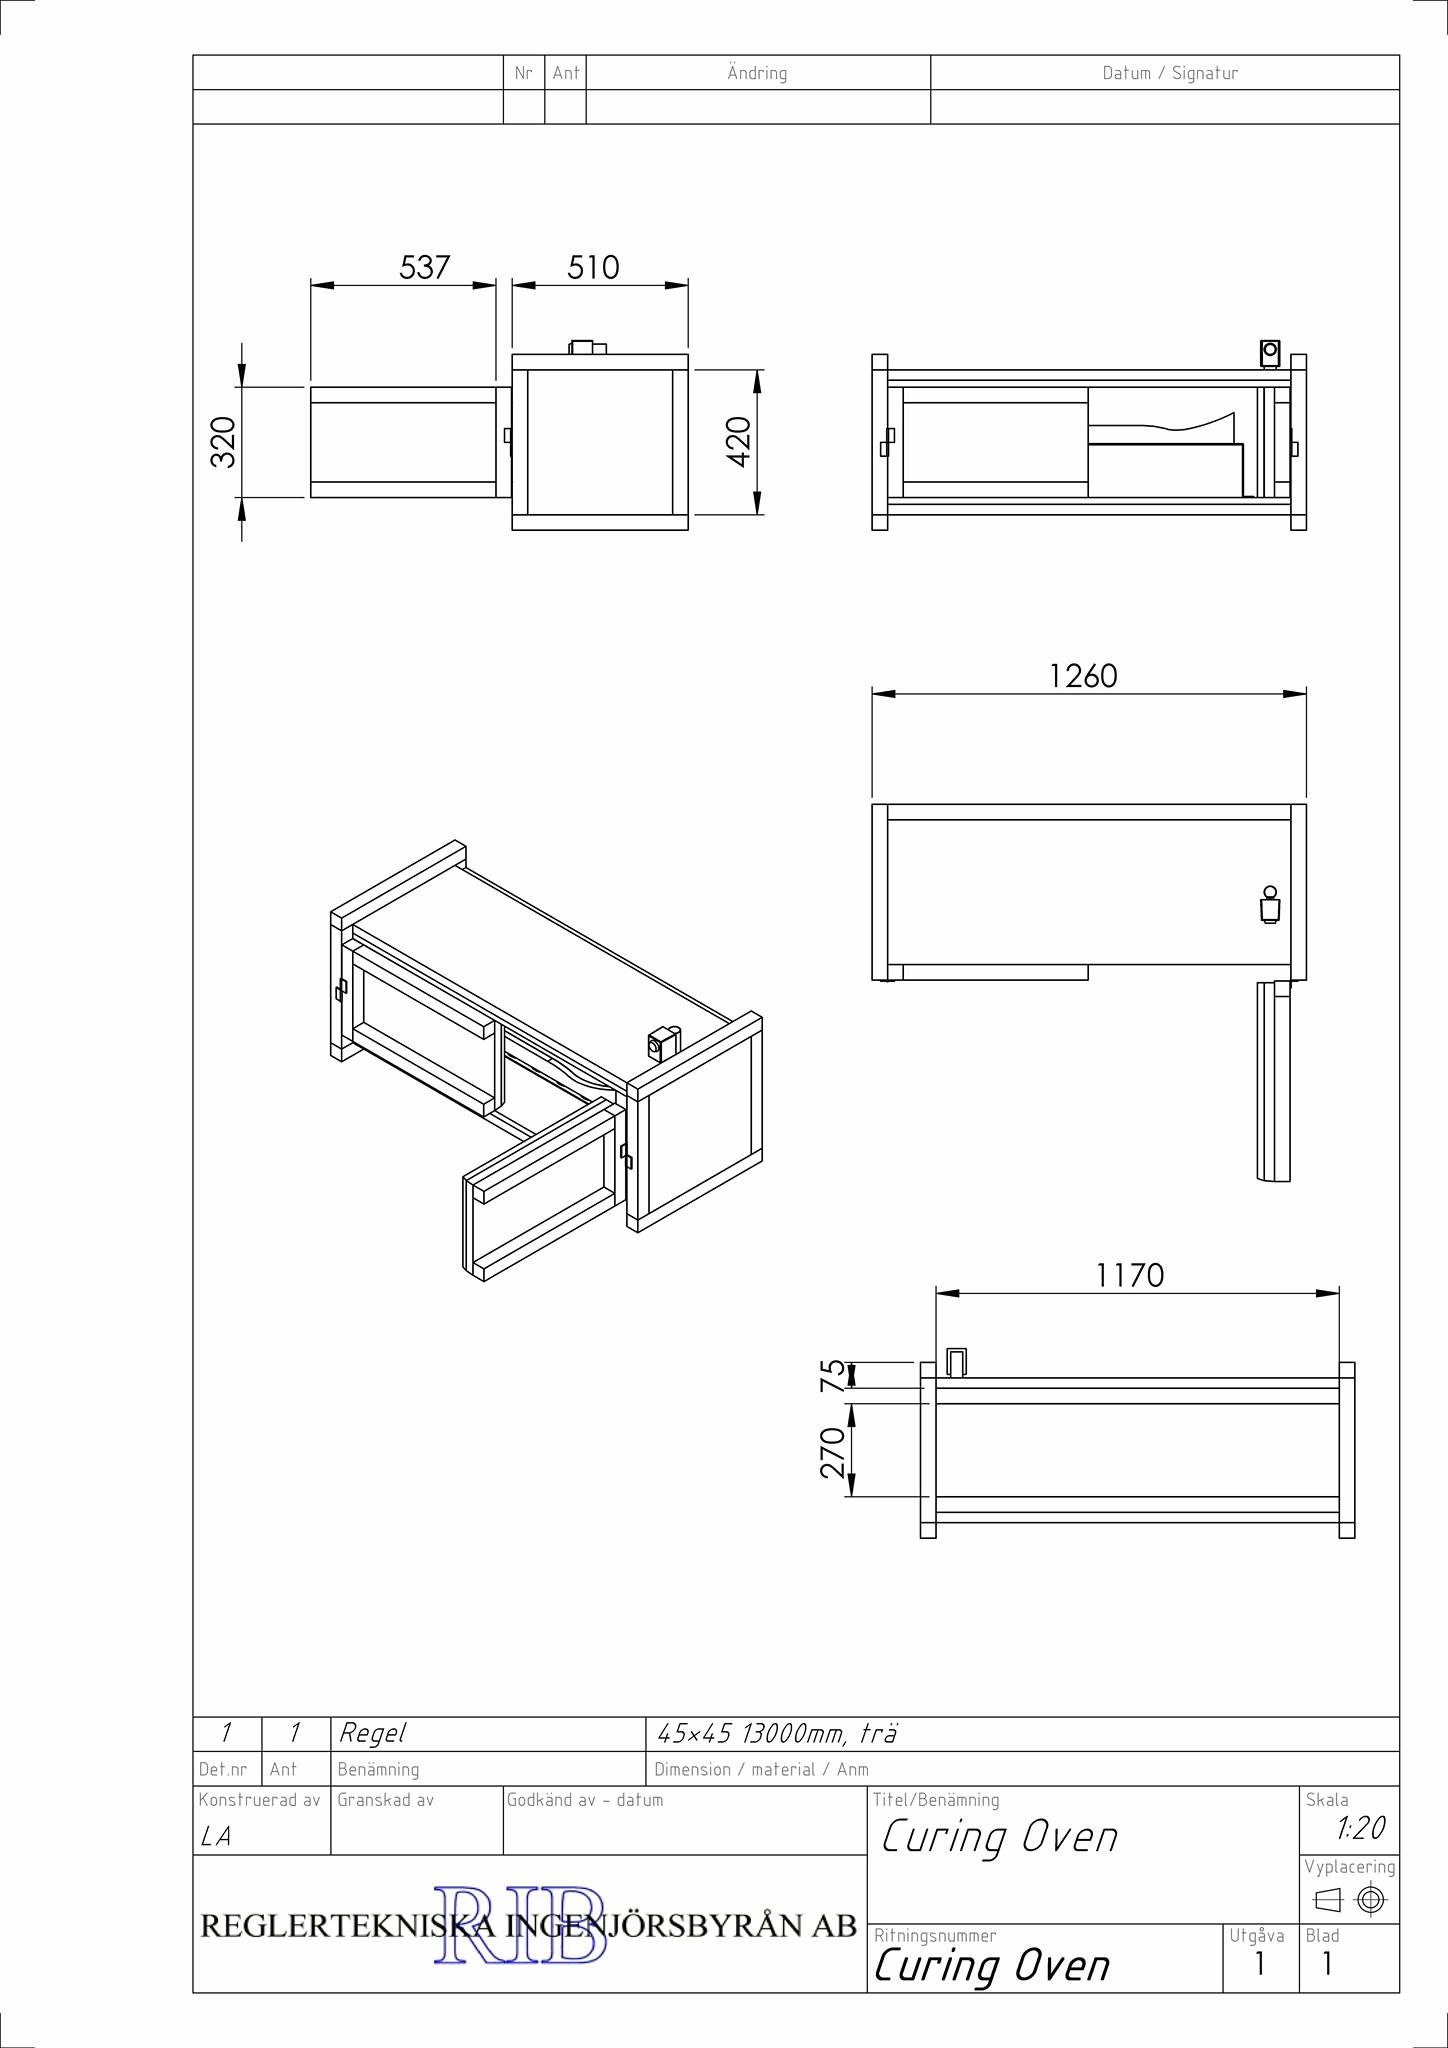 Nr Ant Ändring Datum / Signatur
537 510
320 420
1260
1170
75
270
1 1 Regel 45×45 13000mm, trä
Det.nr Ant Benämning Dimension / material / Anm
Konstruerad av Granskad av Godkänd av - datum Titel/Benämning Skala
LA Curing Oven 1:20
Vyplacering
RIB
REGLERTEKNISKA INGENJÖRSBYRÅN AB
Ritningsnummer Utgåva Blad
Curing Oven 1 1